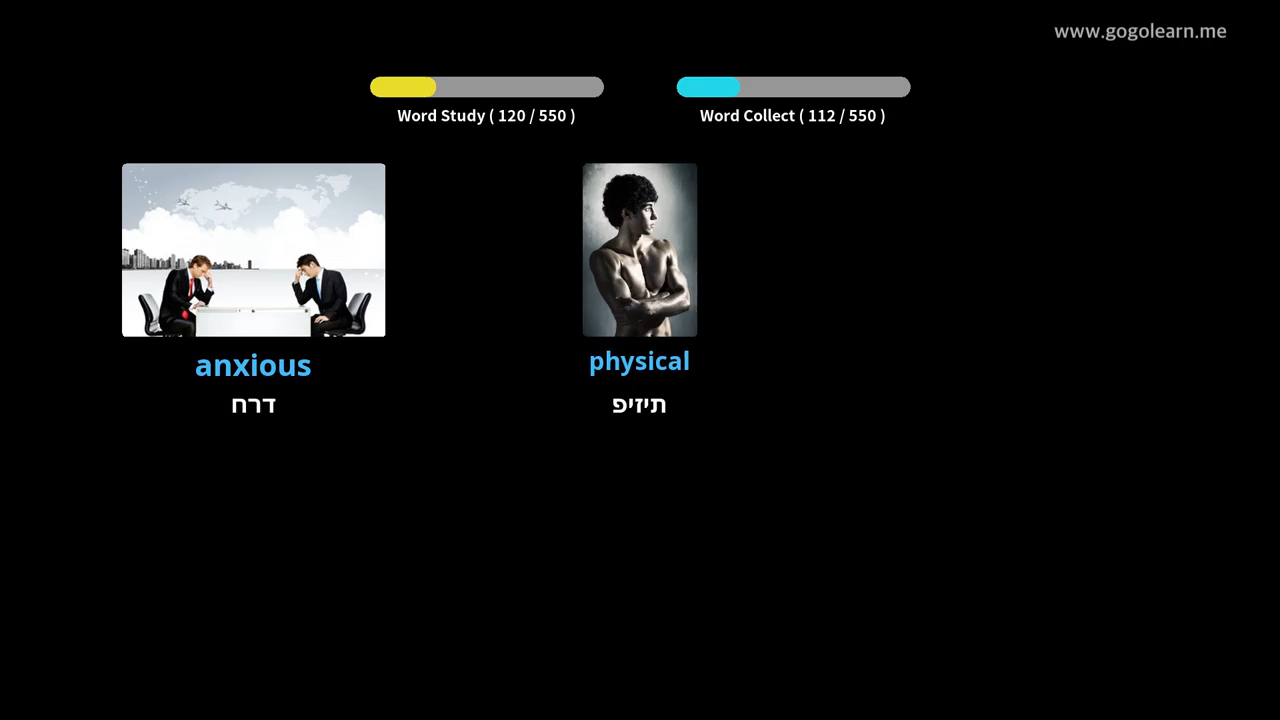 www.gogolearn.me
Word Study ( 120 / 550 )
Word Collect ( 112 / 550 )
anxious
דרח
physical
תיזיפ